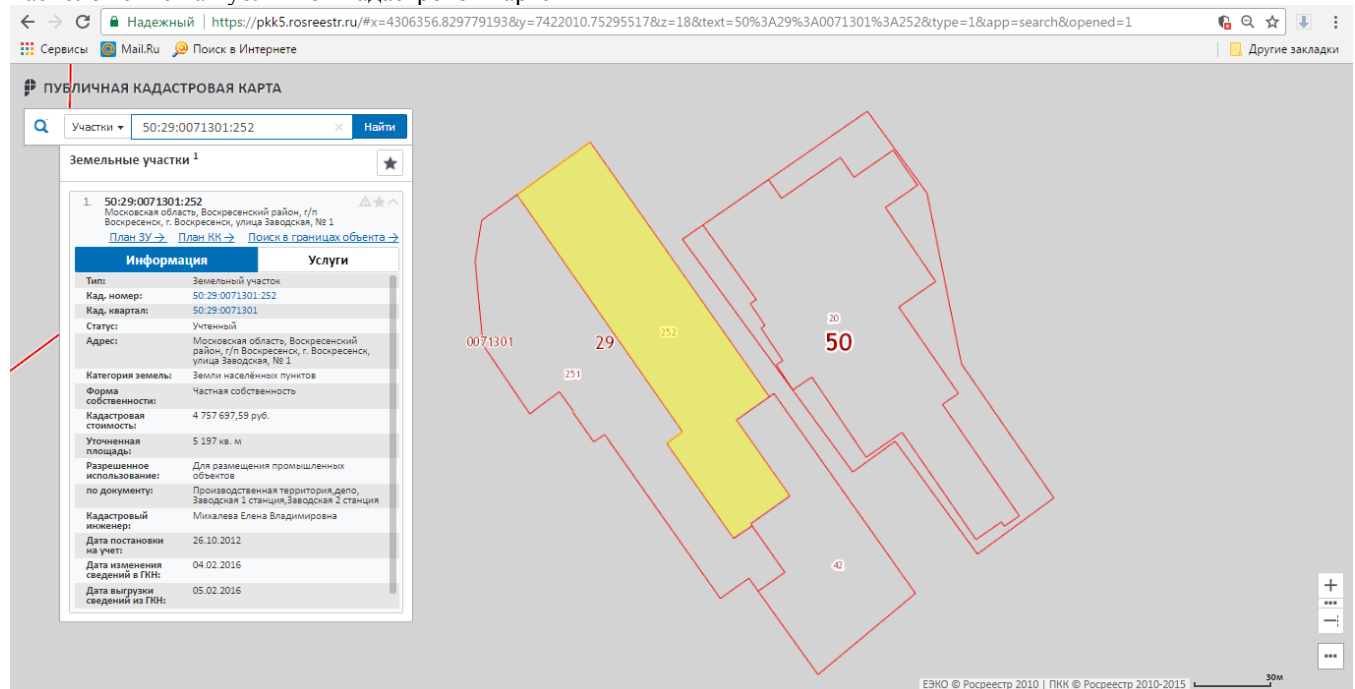 Надежный | https://pkk5.rosreestr.ru/#x=4306356.829779193&y=7422010.75295517&z=18&text=50%3A29%3A0071301%3A252&type=1&app=search&opened=1
Сервисы Mail.Ru Поиск в Интернете Другие закладки
ПУБЛИЧНАЯ КАДАСТРОВАЯ КАРТА
Участки 50:29:0071301:252 × Найти
Земельные участки 1
1. 50:29:0071301:252
Московская область, Воскресенский район, г/п
Воскресенск, г. Воскресенск, улица Заводская, № 1
План ЗУ → План КК → Поиск в границах объекта →
Информация Услуги
Тип: Земельный участок
Кад. номер: 50:29:0071301:252
Кад. квартал: 50:29:0071301
Статус: Учтенный
Адрес: Московская область, Воскресенский
район, г/п Воскресенск, г. Воскресенск,
улица Заводская, № 1
Категория земель: Земли населённых пунктов
Форма Частная собственность
собственности:
Кадастровая 4 757 697,59 руб.
стоимость:
Уточненная 5 197 кв. м
площадь:
Разрешенное Для размещения промышленных
использование: объектов
по документу: Производственная территория,депо,
Заводская 1 станция,Заводская 2 станция
Кадастровый Михалева Елена Владимировна
инженер:
Дата постановки 26.10.2012
на учет:
Дата изменения 04.02.2016
сведений в ГКН:
Дата выгрузки 05.02.2016
сведений из ГКН:
0071301
29
252
251
20
50
42
30м
ЕЭКО © Росреестр 2010 | ПКК © Росреестр 2010-2015